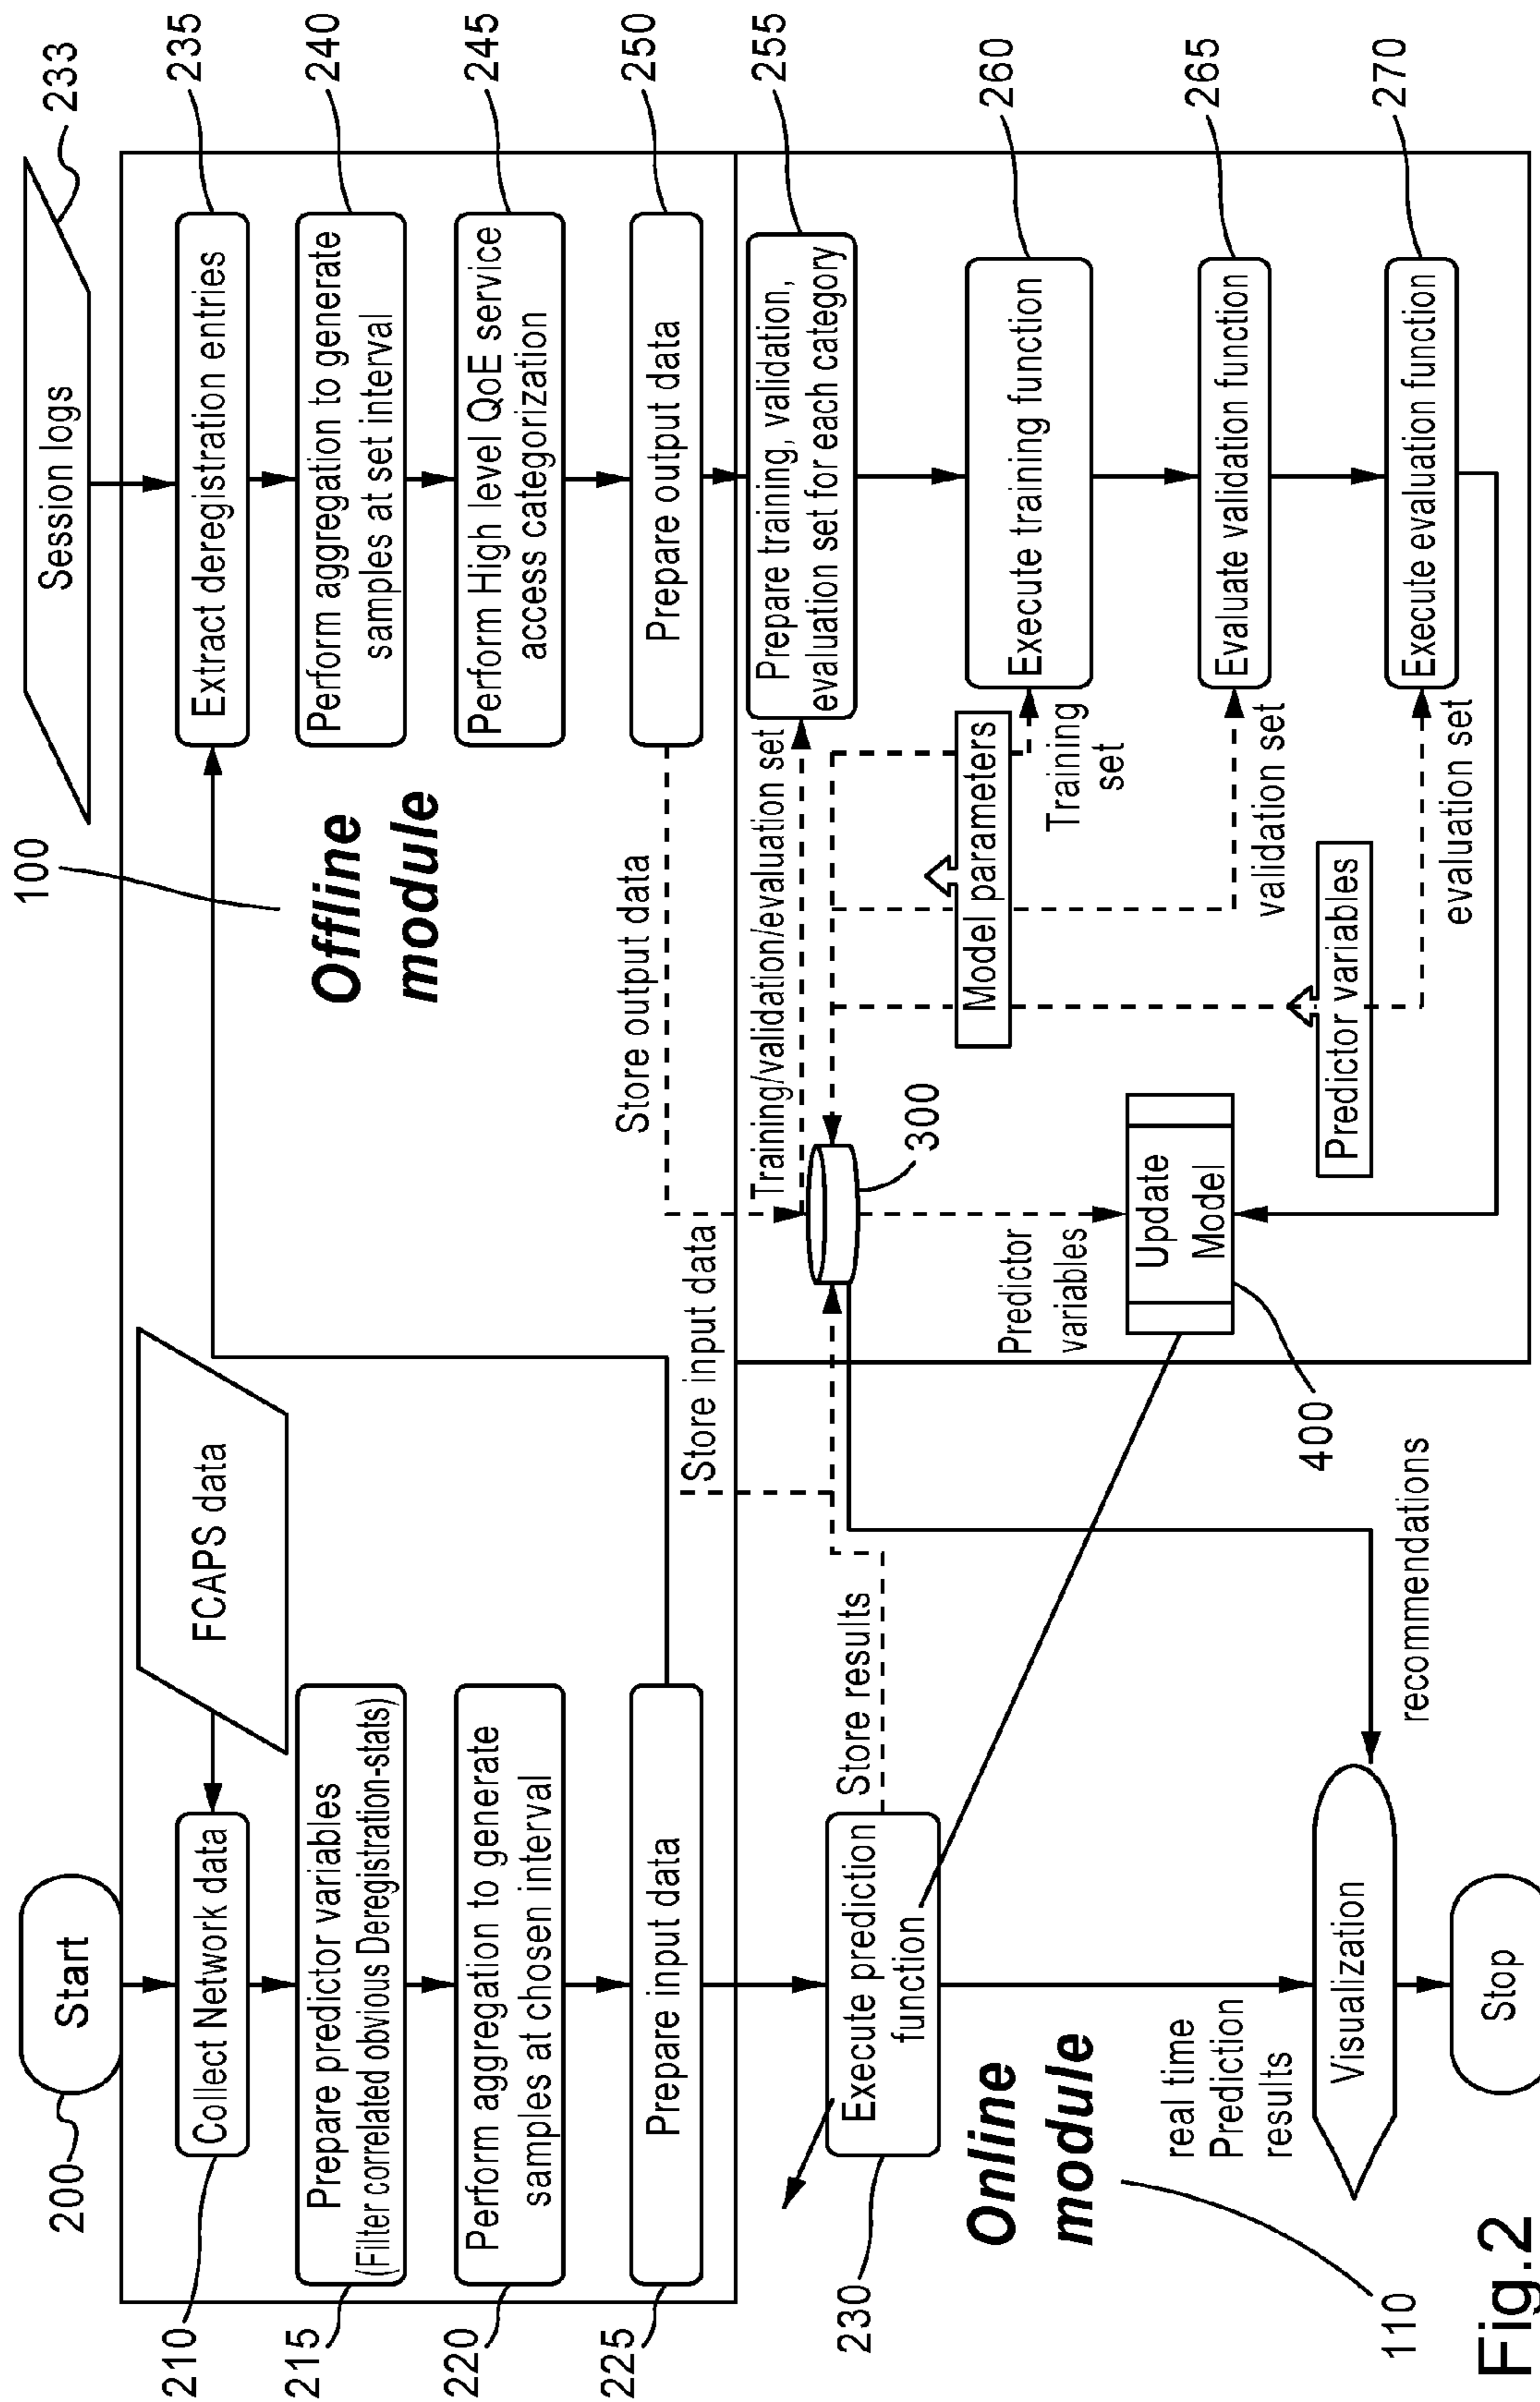 Start
200
Collect Network data
210
FCAPS data
Prepare predictor variables
(Filter correlated obvious Deregistration-stats)
215
Perform aggregation to generate
samples at chosen interval
220
Prepare input data
225
100
Offline
module
Session logs
233
Extract deregistration entries
235
Perform aggregation to generate
samples at set interval
240
Perform High level QoE service
access categorization
245
Prepare output data
250
Store output data
Store input data
Training/validation/evaluation set
Prepare training, validation,
evaluation set for each category
255
300
Execute prediction
function
230
Store results
Model parameters
Execute training function
260
Training
set
Predictor
variables
Update
Model
400
Evaluate validation function
265
validation set
Predictor variables
Execute evaluation function
270
evaluation set
Online
module
110
real time
Prediction
results
recommendations
Visualization
Stop
Fig.2